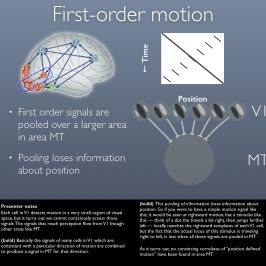 First-order motion
← Time
Position
V1
MT
• First order signals are
pooled over a larger area
in area MT
• Pooling loses information
about position
Presenter notes
Each cell in V1 detects motion in a very small region of visual
space, but it turns out we cannot consciously access those
signals. The signals that reach perception flow from V1 though
other areas like MT.
(build) Basically the signals of many cells in V1 which are
consistent with a particular direction of motion are combined
to produce a signal in MT for that direction.
(build) This pooling of information loses information about
position. So, if you were to have a simple motion signal like
this, it would be seen as rightward motion, but a stimulus like
this — think of a dot the travels a bit right, then jumps further
left — locally matches the rightward templates of each V1 cell,
but the fact that the actual locus of this stimulus is traveling
right to left, is lost when all these signals are pooled in MT.
As it turns our, no convincing correlates of "position defined
motion" have been found in area MT.